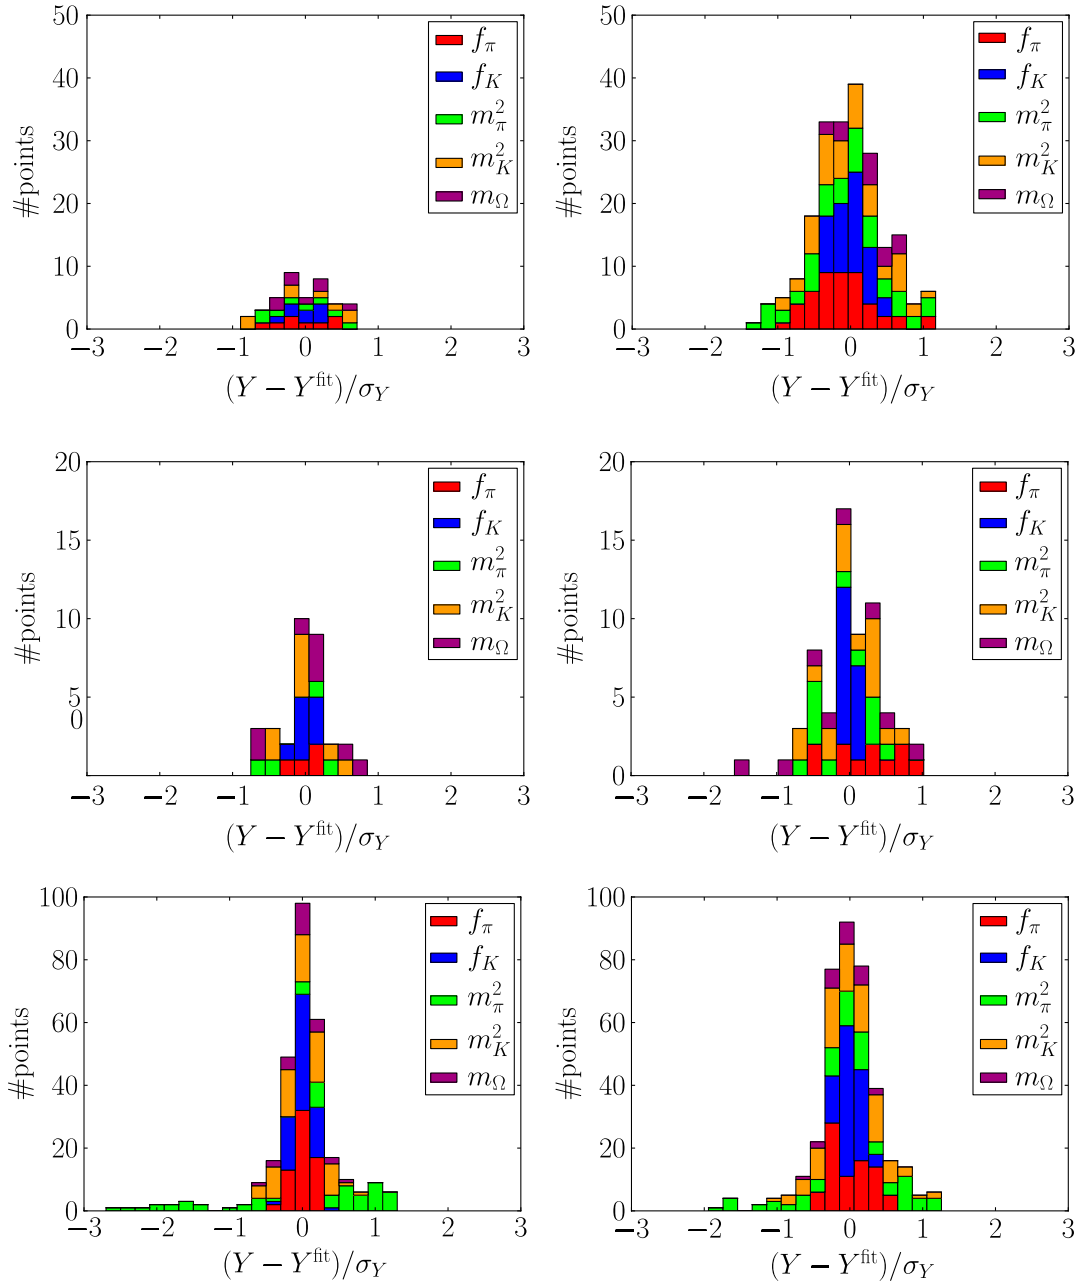 50
40
30
20
10
0
#points
f_π
f_K
m_π^2
m_K^2
m_Ω
−3 −2 −1 0 1 2 3
(Y − Y^fit)/σ_Y
50
40
30
20
10
0
#points
f_π
f_K
m_π^2
m_K^2
m_Ω
−3 −2 −1 0 1 2 3
(Y − Y^fit)/σ_Y
20
15
10
5
0
#points
f_π
f_K
m_π^2
m_K^2
m_Ω
−3 −2 −1 0 1 2 3
(Y − Y^fit)/σ_Y
20
15
10
5
0
#points
f_π
f_K
m_π^2
m_K^2
m_Ω
−3 −2 −1 0 1 2 3
(Y − Y^fit)/σ_Y
100
80
60
40
20
0
#points
f_π
f_K
m_π^2
m_K^2
m_Ω
−3 −2 −1 0 1 2 3
(Y − Y^fit)/σ_Y
100
80
60
40
20
0
#points
f_π
f_K
m_π^2
m_K^2
m_Ω
−3 −2 −1 0 1 2 3
(Y − Y^fit)/σ_Y